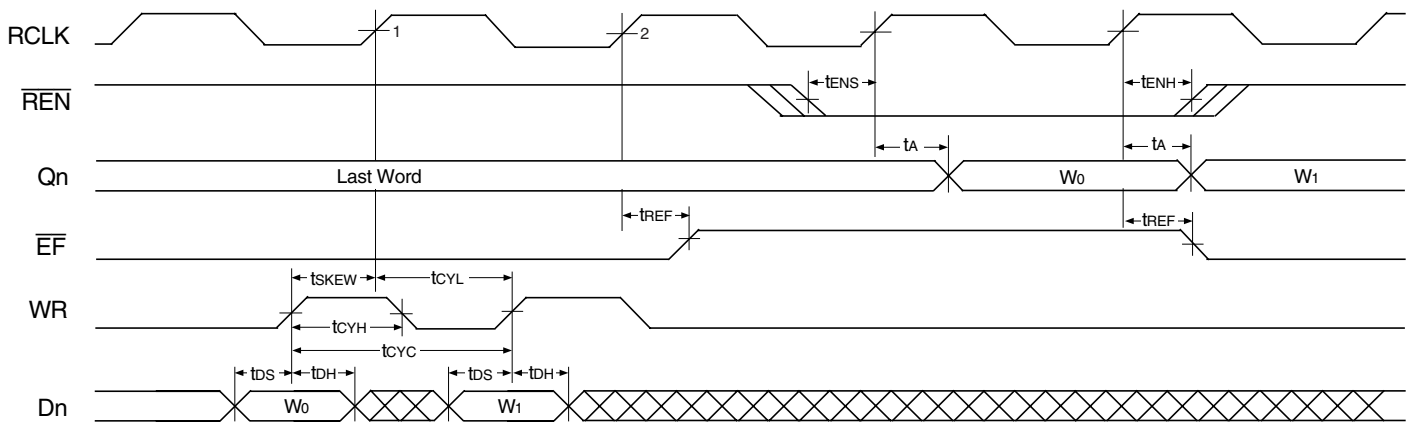 RCLK 1 2
REN tENS tENH
tA tA
Qn Last Word W0 W1
tREF tREF
EF
tSKEW tCYL
WR
tCYH
tCYC
tDS tDH tDS tDH
Dn W0 W1